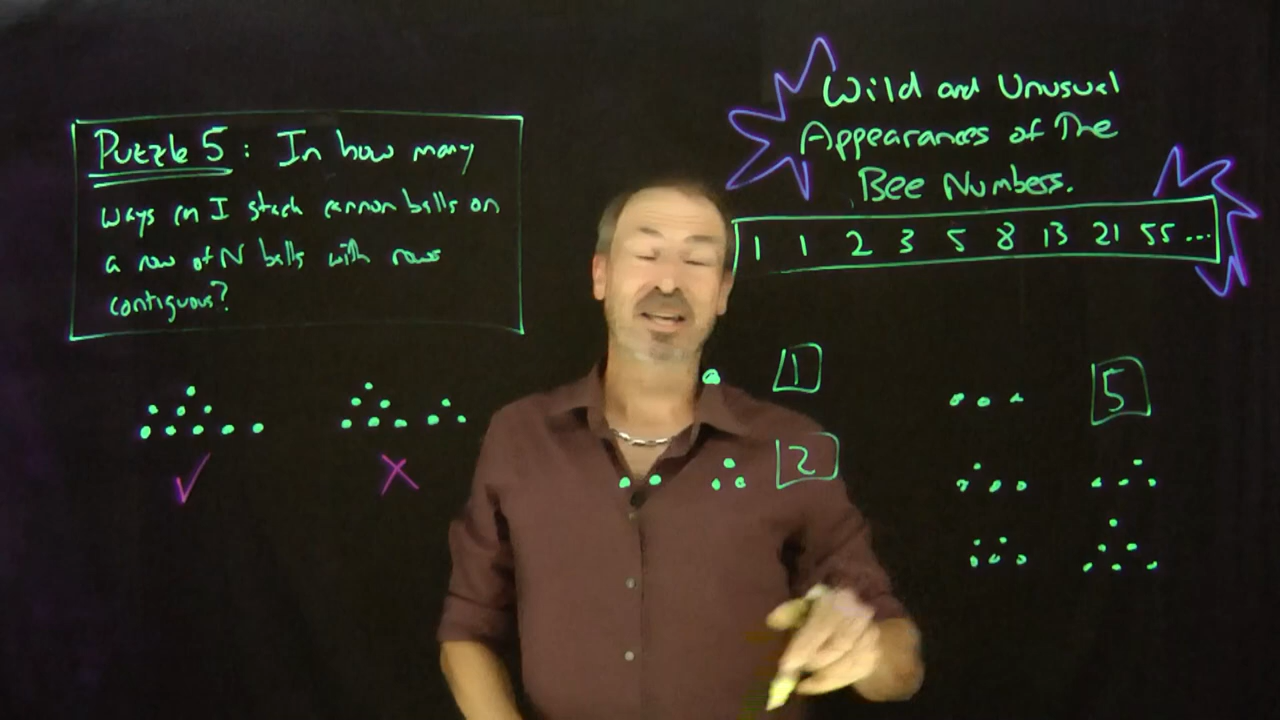 Puzzle 5: In how many
ways can I stack cannon balls on
a row of N balls with rows
contiguous?
Wild and Unusual
Appearances of The
Bee Numbers.
1 1 2 3 5 8 13 21 55 ...
1
2
5